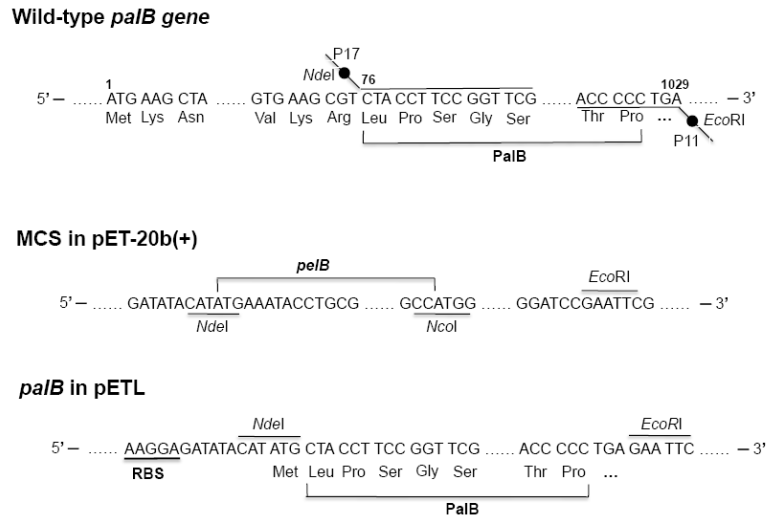 Wild-type palB gene
P17
NdeI
1 76 1029
5' – ...... ATG AAG CTA ...... GTG AAG CGT CTA CCT TCC GGT TCG ...... ACC CCC TGA ...... – 3'
Met Lys Asn Val Lys Arg Leu Pro Ser Gly Ser Thr Pro ... EcoRI
P11
PalB
MCS in pET-20b(+)
pelB
EcoRI
5' – ...... GATATACATATGAAATACCTGCG ...... GCCATGG ...... GGATCCGAATTCG ...... – 3'
NdeI NcoI
palB in pETL
NdeI EcoRI
5' – ...... AAGGAGATATACAT ATG CTA CCT TCC GGT TCG ...... ACC CCC TGA GAA TTC ...... – 3'
RBS Met Leu Pro Ser Gly Ser Thr Pro ...
PalB